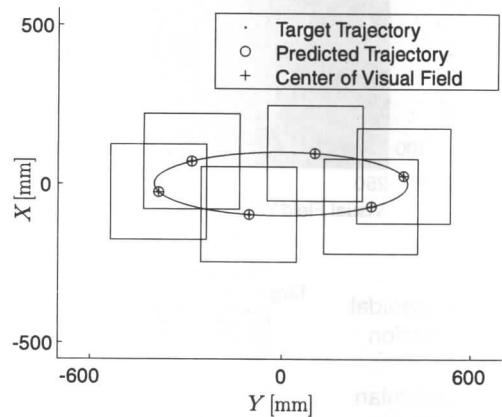 500
Target Trajectory
Predicted Trajectory
Center of Visual Field
X [mm]
0
-500
-600
0
600
Y [mm]